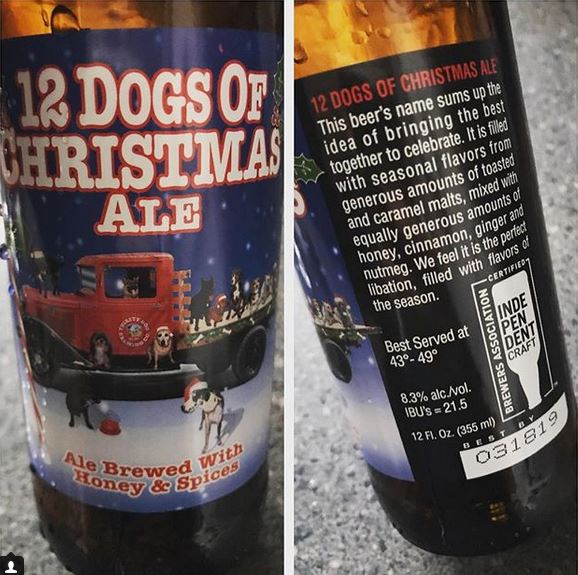 12 DOGS OF
CHRISTMAS
ALE
THIRSTY DOG
BREWING CO.
Ale Brewed With
Honey & Spices
12 DOGS OF CHRISTMAS ALE
This beer's name sums up the
idea of bringing the best
together to celebrate. It is filled
with seasonal flavors from
generous amounts of toasted
and caramel malts, mixed with
equally generous amounts of
honey, cinnamon, ginger and
nutmeg. We feel it is the perfect
libation, filled with flavors of
the season.
Best Served at
43°- 49°
8.3% alc./vol.
IBU's = 21.5
12 Fl. Oz. (355 ml)
BREWERS ASSOCIATION
CERTIFIED
INDE
PEN
DENT
CRAFT
BEST BY
031819